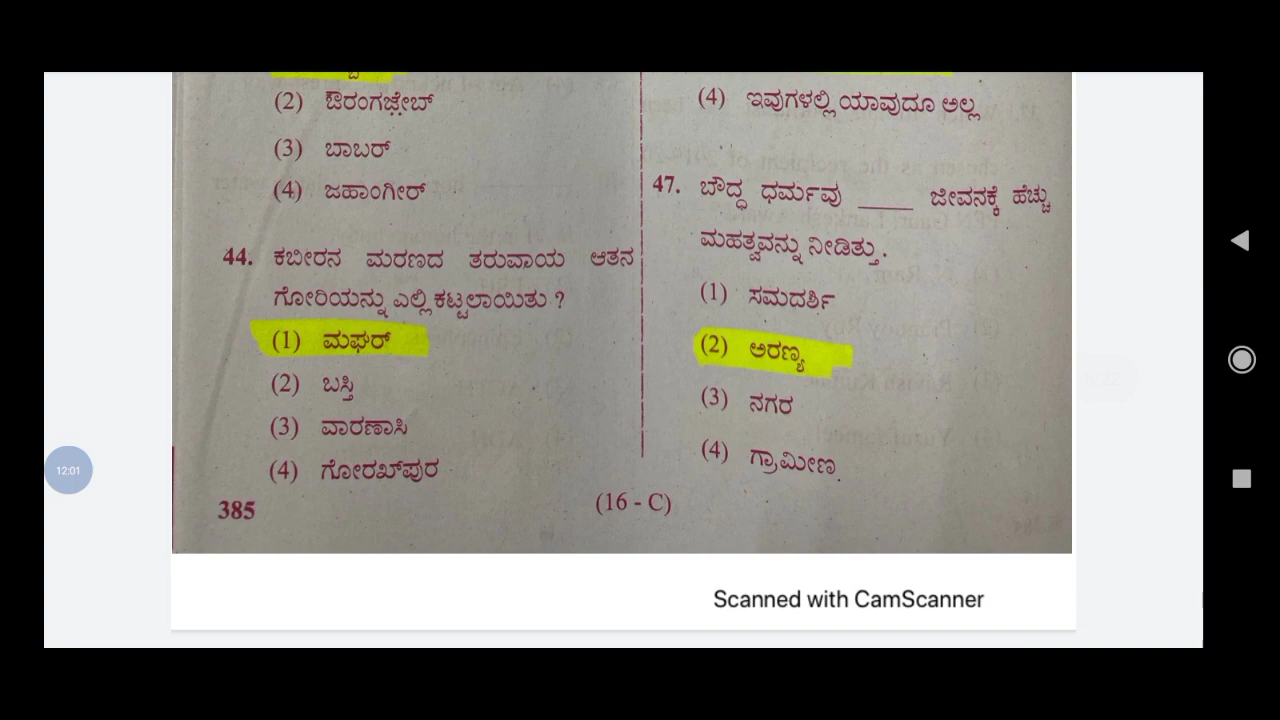 (2) ಔರಂಗಜ಼ೇಬ್
(3) ಬಾಬರ್
(4) ಜಹಾಂಗೀರ್
44. ಕಬೀರನ ಮರಣದ ತರುವಾಯ ಆತನ
ಗೋರಿಯನ್ನು ಎಲ್ಲಿ ಕಟ್ಟಲಾಯಿತು ?
(1) ಮಘರ್
(2) ಬಸ್ತಿ
(3) ವಾರಣಾಸಿ
(4) ಗೋರಖ್‌ಪುರ
385
(4) ಇವುಗಳಲ್ಲಿ ಯಾವುದೂ ಅಲ್ಲ
47. ಬೌದ್ಧ ಧರ್ಮವು ____ ಜೀವನಕ್ಕೆ ಹೆಚ್ಚು
ಮಹತ್ವವನ್ನು ನೀಡಿತ್ತು.
(1) ಸಮದರ್ಶಿ
(2) ಅರಣ್ಯ
(3) ನಗರ
(4) ಗ್ರಾಮೀಣ
(16 - C)
Scanned with CamScanner
12:01